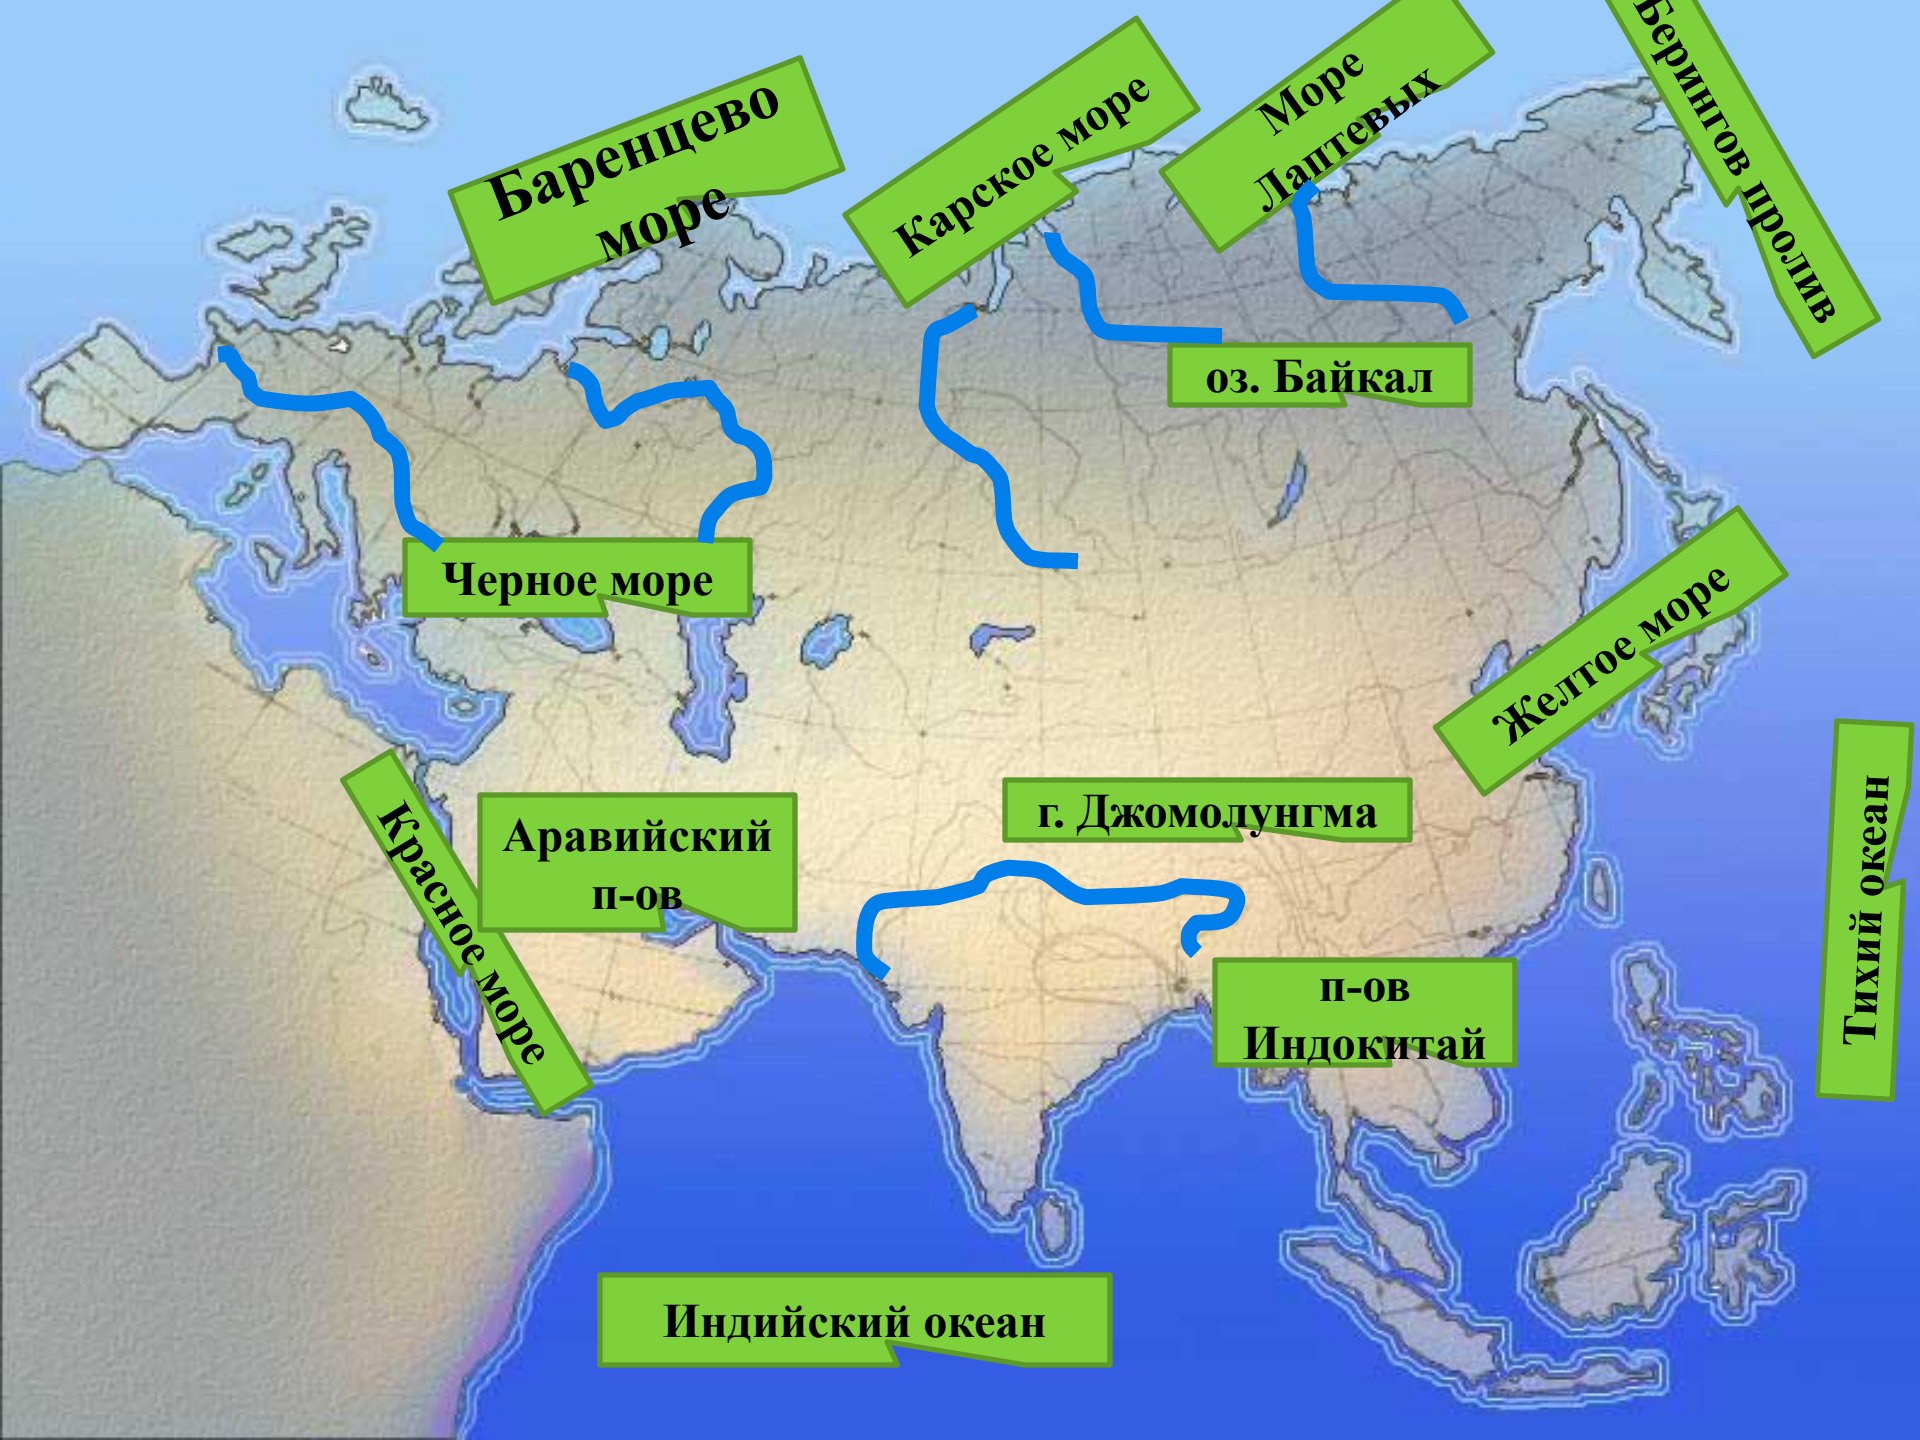 Баренцево
море
Карское море
Море
Лаптевых
Берингов пролив
оз. Байкал
Черное море
Желтое море
Красное море
Аравийский
п-ов
г. Джомолунгма
Тихий океан
п-ов
Индокитай
Индийский океан